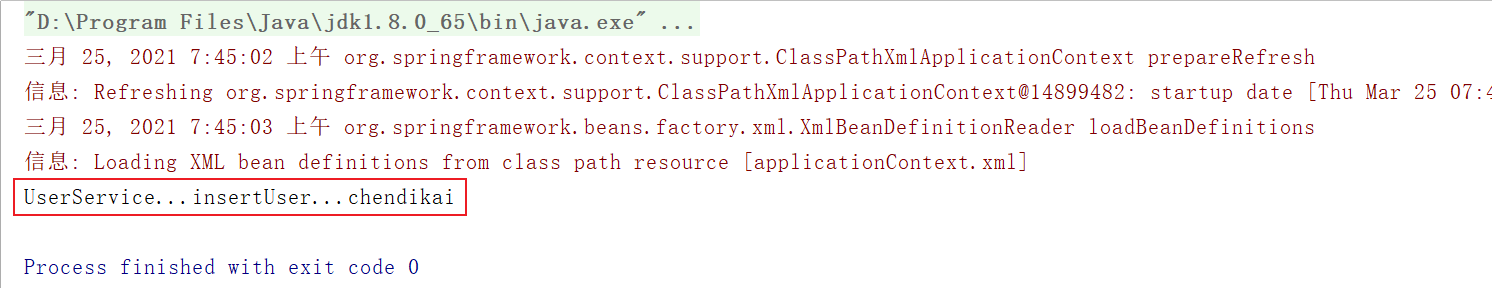 "D:\Program Files\Java\jdk1.8.0_65\bin\java.exe" ...
三月 25, 2021 7:45:02 上午 org.springframework.context.support.ClassPathXmlApplicationContext prepareRefresh
信息: Refreshing org.springframework.context.support.ClassPathXmlApplicationContext@14899482: startup date [Thu Mar 25 07:4
三月 25, 2021 7:45:03 上午 org.springframework.beans.factory.xml.XmlBeanDefinitionReader loadBeanDefinitions
信息: Loading XML bean definitions from class path resource [applicationContext.xml]
UserService...insertUser...chendikai
Process finished with exit code 0